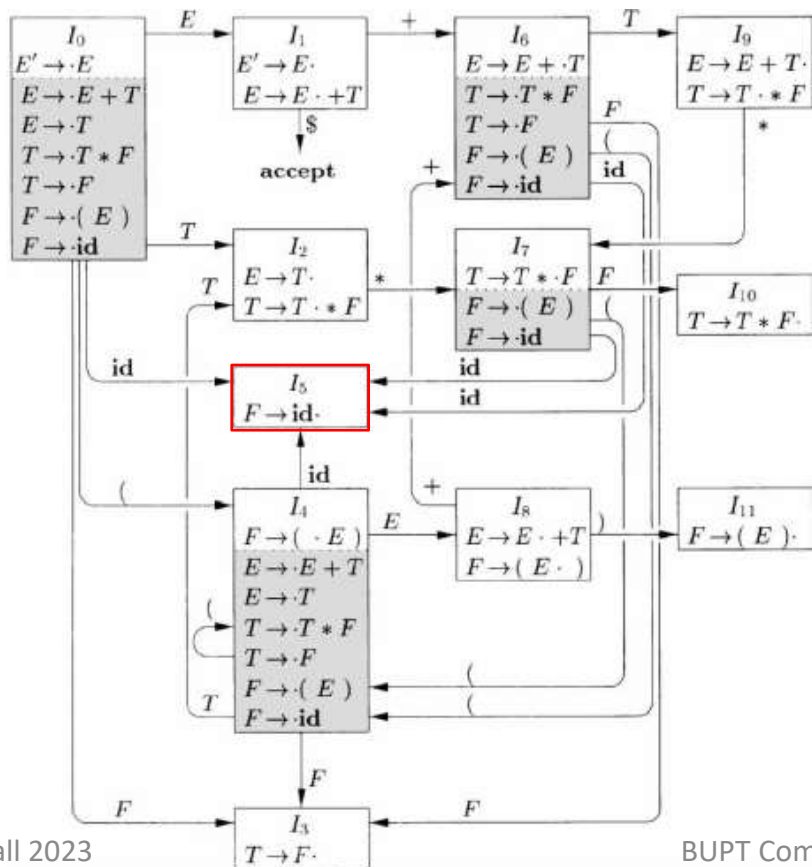 I₀
E' → ·E
E → ·E + T
E → ·T
T → ·T * F
T → ·F
F → ·( E )
F → ·id
E
I₁
E' → E·
E → E · +T
$
accept
+
I₆
E → E + ·T
T → ·T * F
T → ·F
F → ·( E )
F → ·id
T
I₉
E → E + T·
T → T · * F
F
(
id
*
+
T
I₂
E → T·
T → T · * F
*
I₇
T → T * ·F
F → ·( E )
F → ·id
F
(
I₁₀
T → T * F·
T
id
I₅
F → id·
id
id
id
(
I₄
F → ( · E )
E → ·E + T
E → ·T
T → ·T * F
T → ·F
F → ·( E )
F → ·id
E
+
I₈
E → E · +T
F → ( E · )
)
I₁₁
F → ( E )·
(
T
(
(
F
F
I₃
T → F·
F
all 2023
BUPT Com